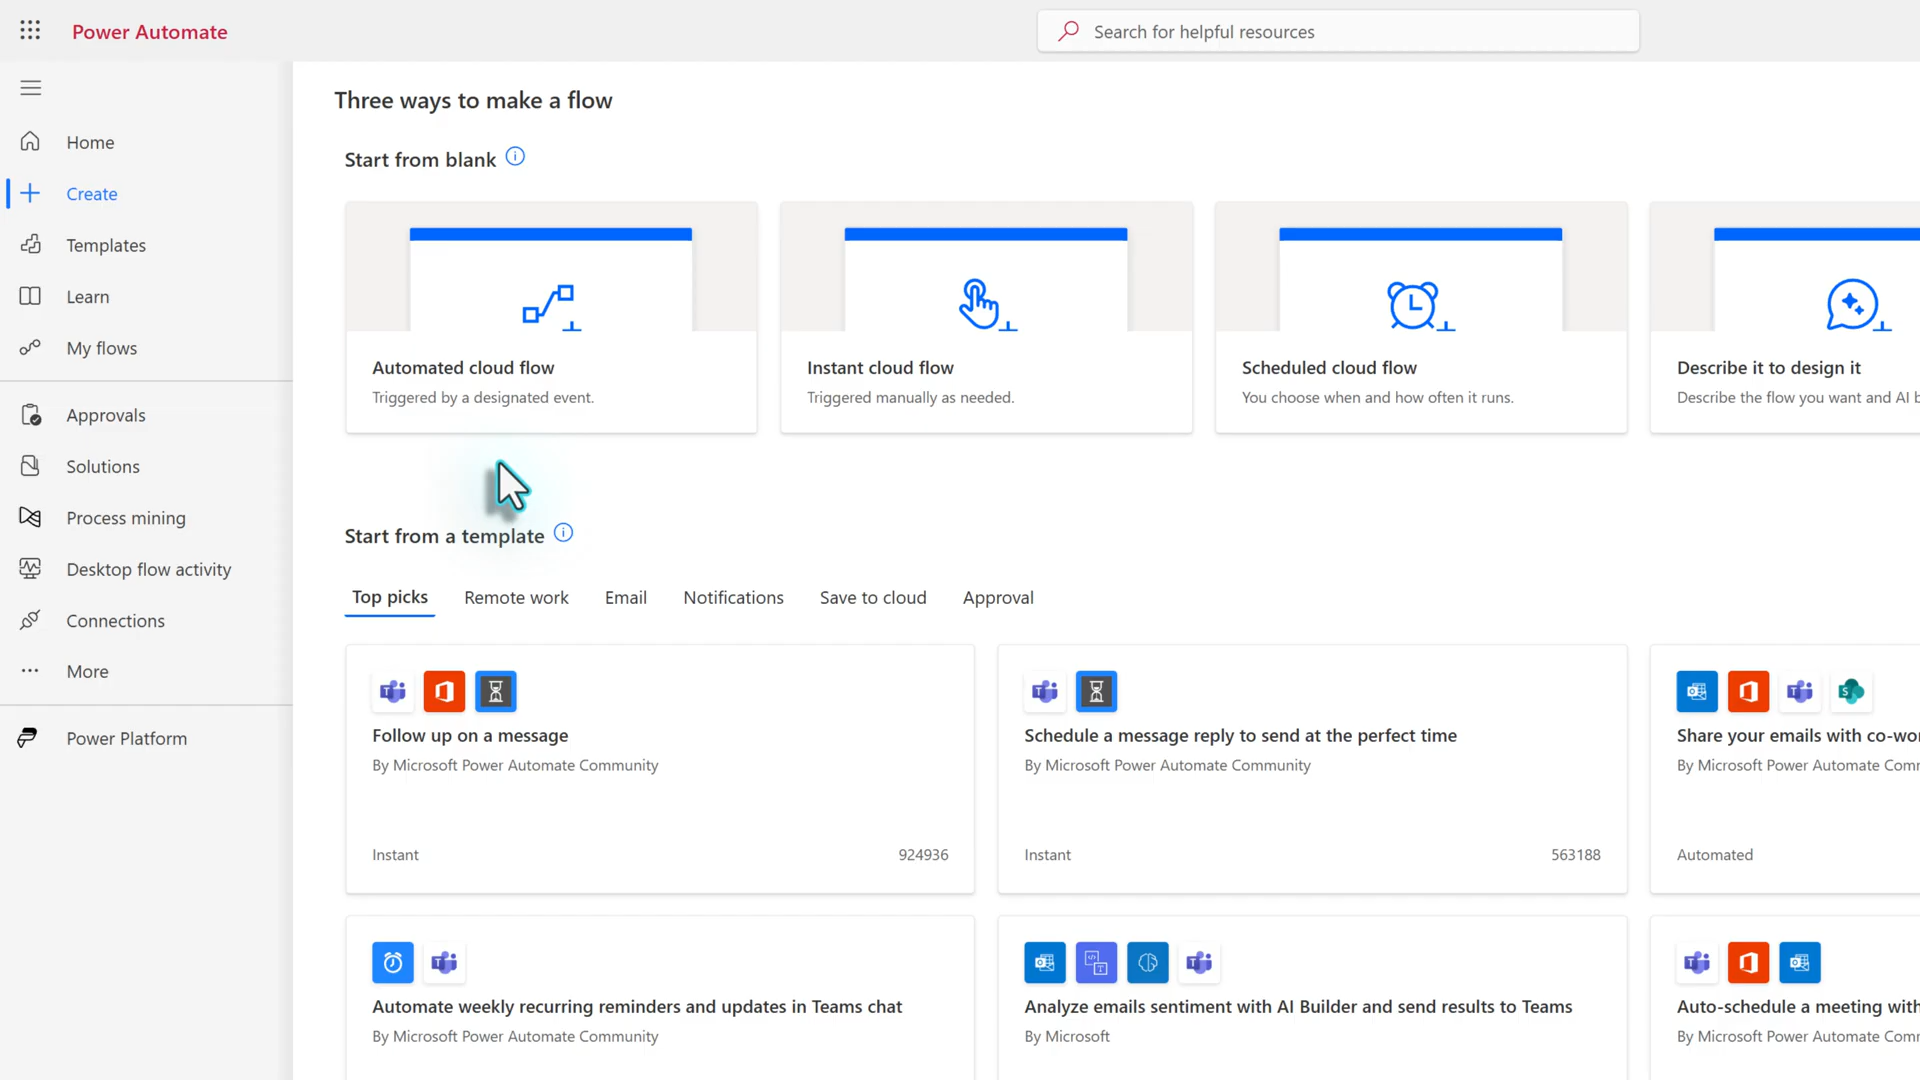 Power Automate
Search for helpful resources
Home
Create
Templates
Learn
My flows
Approvals
Solutions
Process mining
Desktop flow activity
Connections
More
Power Platform
Three ways to make a flow
Start from blank
Automated cloud flow
Triggered by a designated event.
Instant cloud flow
Triggered manually as needed.
Scheduled cloud flow
You choose when and how often it runs.
Describe it to design it
Describe the flow you want and AI b
Start from a template
Top picks
Remote work
Email
Notifications
Save to cloud
Approval
Follow up on a message
By Microsoft Power Automate Community
Instant
924936
Schedule a message reply to send at the perfect time
By Microsoft Power Automate Community
Instant
563188
Share your emails with co-wor
By Microsoft Power Automate Comm
Automated
Automate weekly recurring reminders and updates in Teams chat
By Microsoft Power Automate Community
Analyze emails sentiment with AI Builder and send results to Teams
By Microsoft
Auto-schedule a meeting with
By Microsoft Power Automate Comm